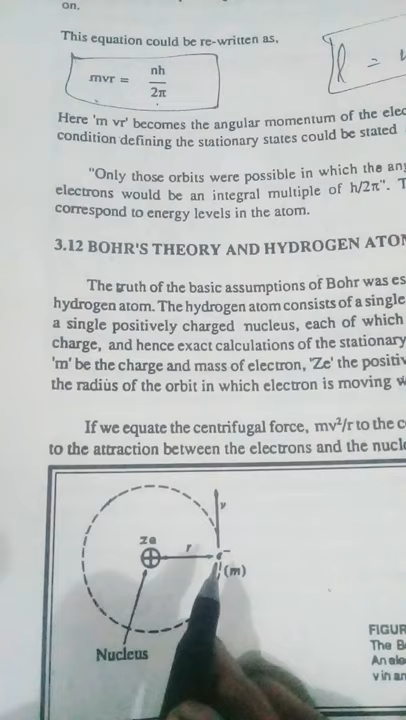 on.
This equation could be re-written as,
mvr = nh
2π
l =
Here 'm vr' becomes the angular momentum of the elec
condition defining the stationary states could be stated
"Only those orbits were possible in which the ang
electrons would be an integral multiple of h/2π". T
correspond to energy levels in the atom.
3.12 BOHR'S THEORY AND HYDROGEN ATOM
The truth of the basic assumptions of Bohr was es
hydrogen atom. The hydrogen atom consists of a single
a single positively charged nucleus, each of which
charge, and hence exact calculations of the stationary
'm' be the charge and mass of electron, 'Ze' the positiv
the radius of the orbit in which electron is moving w
If we equate the centrifugal force, mv²/r to the c
to the attraction between the electrons and the nucle
v
ze
r
e⁻
(m)
Nucleus
FIGUR
The B
An ele
v in an